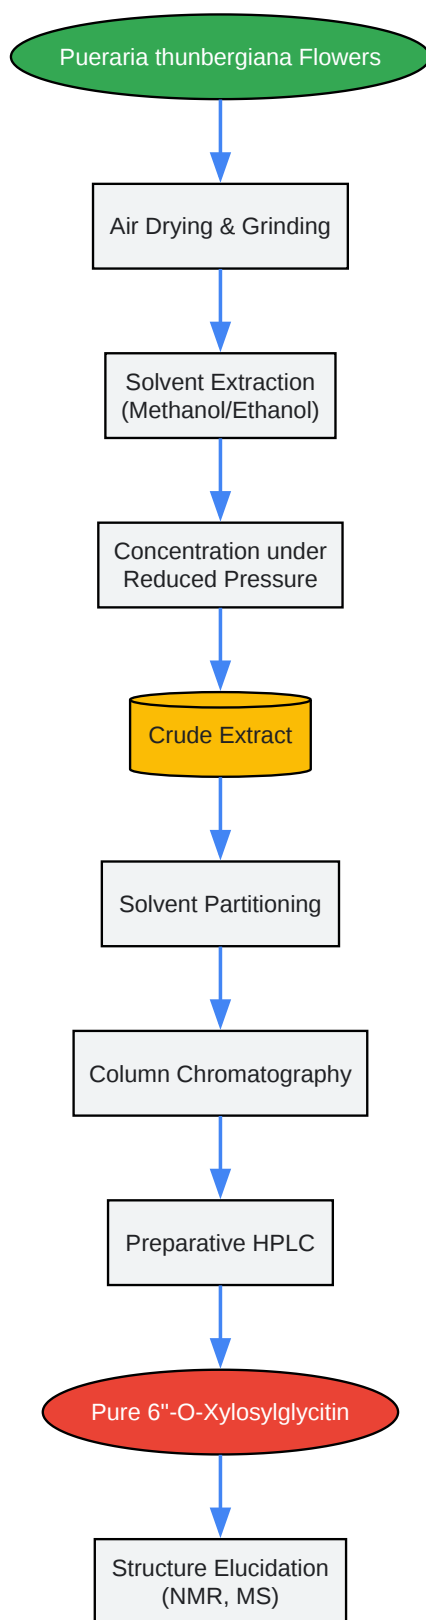 Pueraria thunbergiana Flowers
Air Drying & Grinding
Solvent Extraction
(Methanol/Ethanol)
Concentration under
Reduced Pressure
Crude Extract
Solvent Partitioning
Column Chromatography
Preparative HPLC
Pure 6"-O-Xylosylglycitin
Structure Elucidation
(NMR, MS)